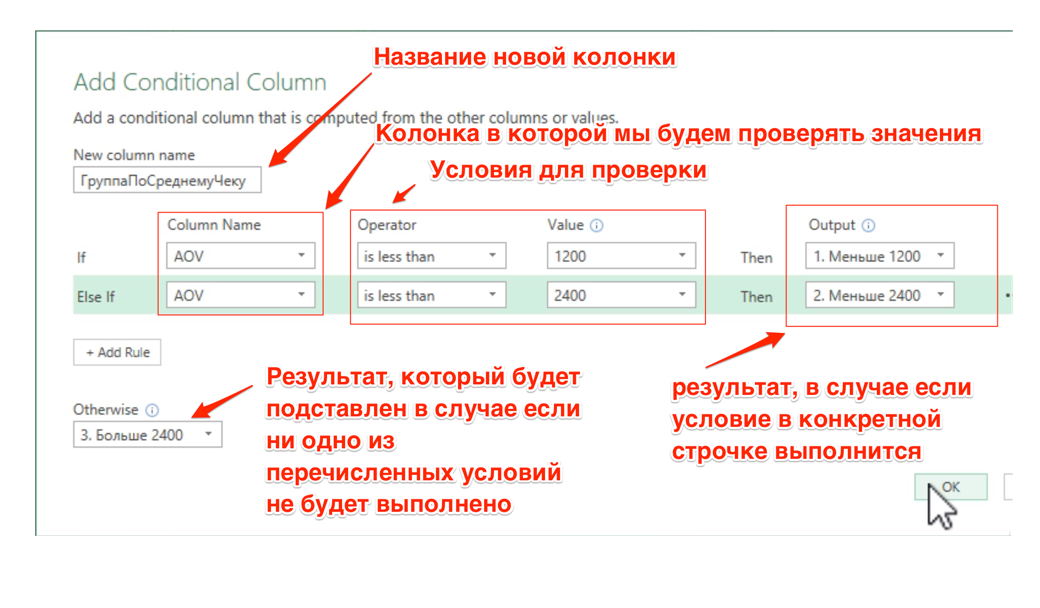 Название новой колонки
Add Conditional Column
Add a conditional column that is computed from the other columns or values.
Колонка в которой мы будем проверять значения
New column name
Условия для проверки
ГруппаПоСреднемуЧеку
Column Name Operator Value Output
If AOV is less than 1200 Then 1. Меньше 1200
Else If AOV is less than 2400 Then 2. Меньше 2400
+ Add Rule
Результат, который будет
подставлен в случае если
ни одно из
перечисленных условий
не будет выполнено
результат, в случае если
условие в конкретной
строчке выполнится
Otherwise
3. Больше 2400
OK